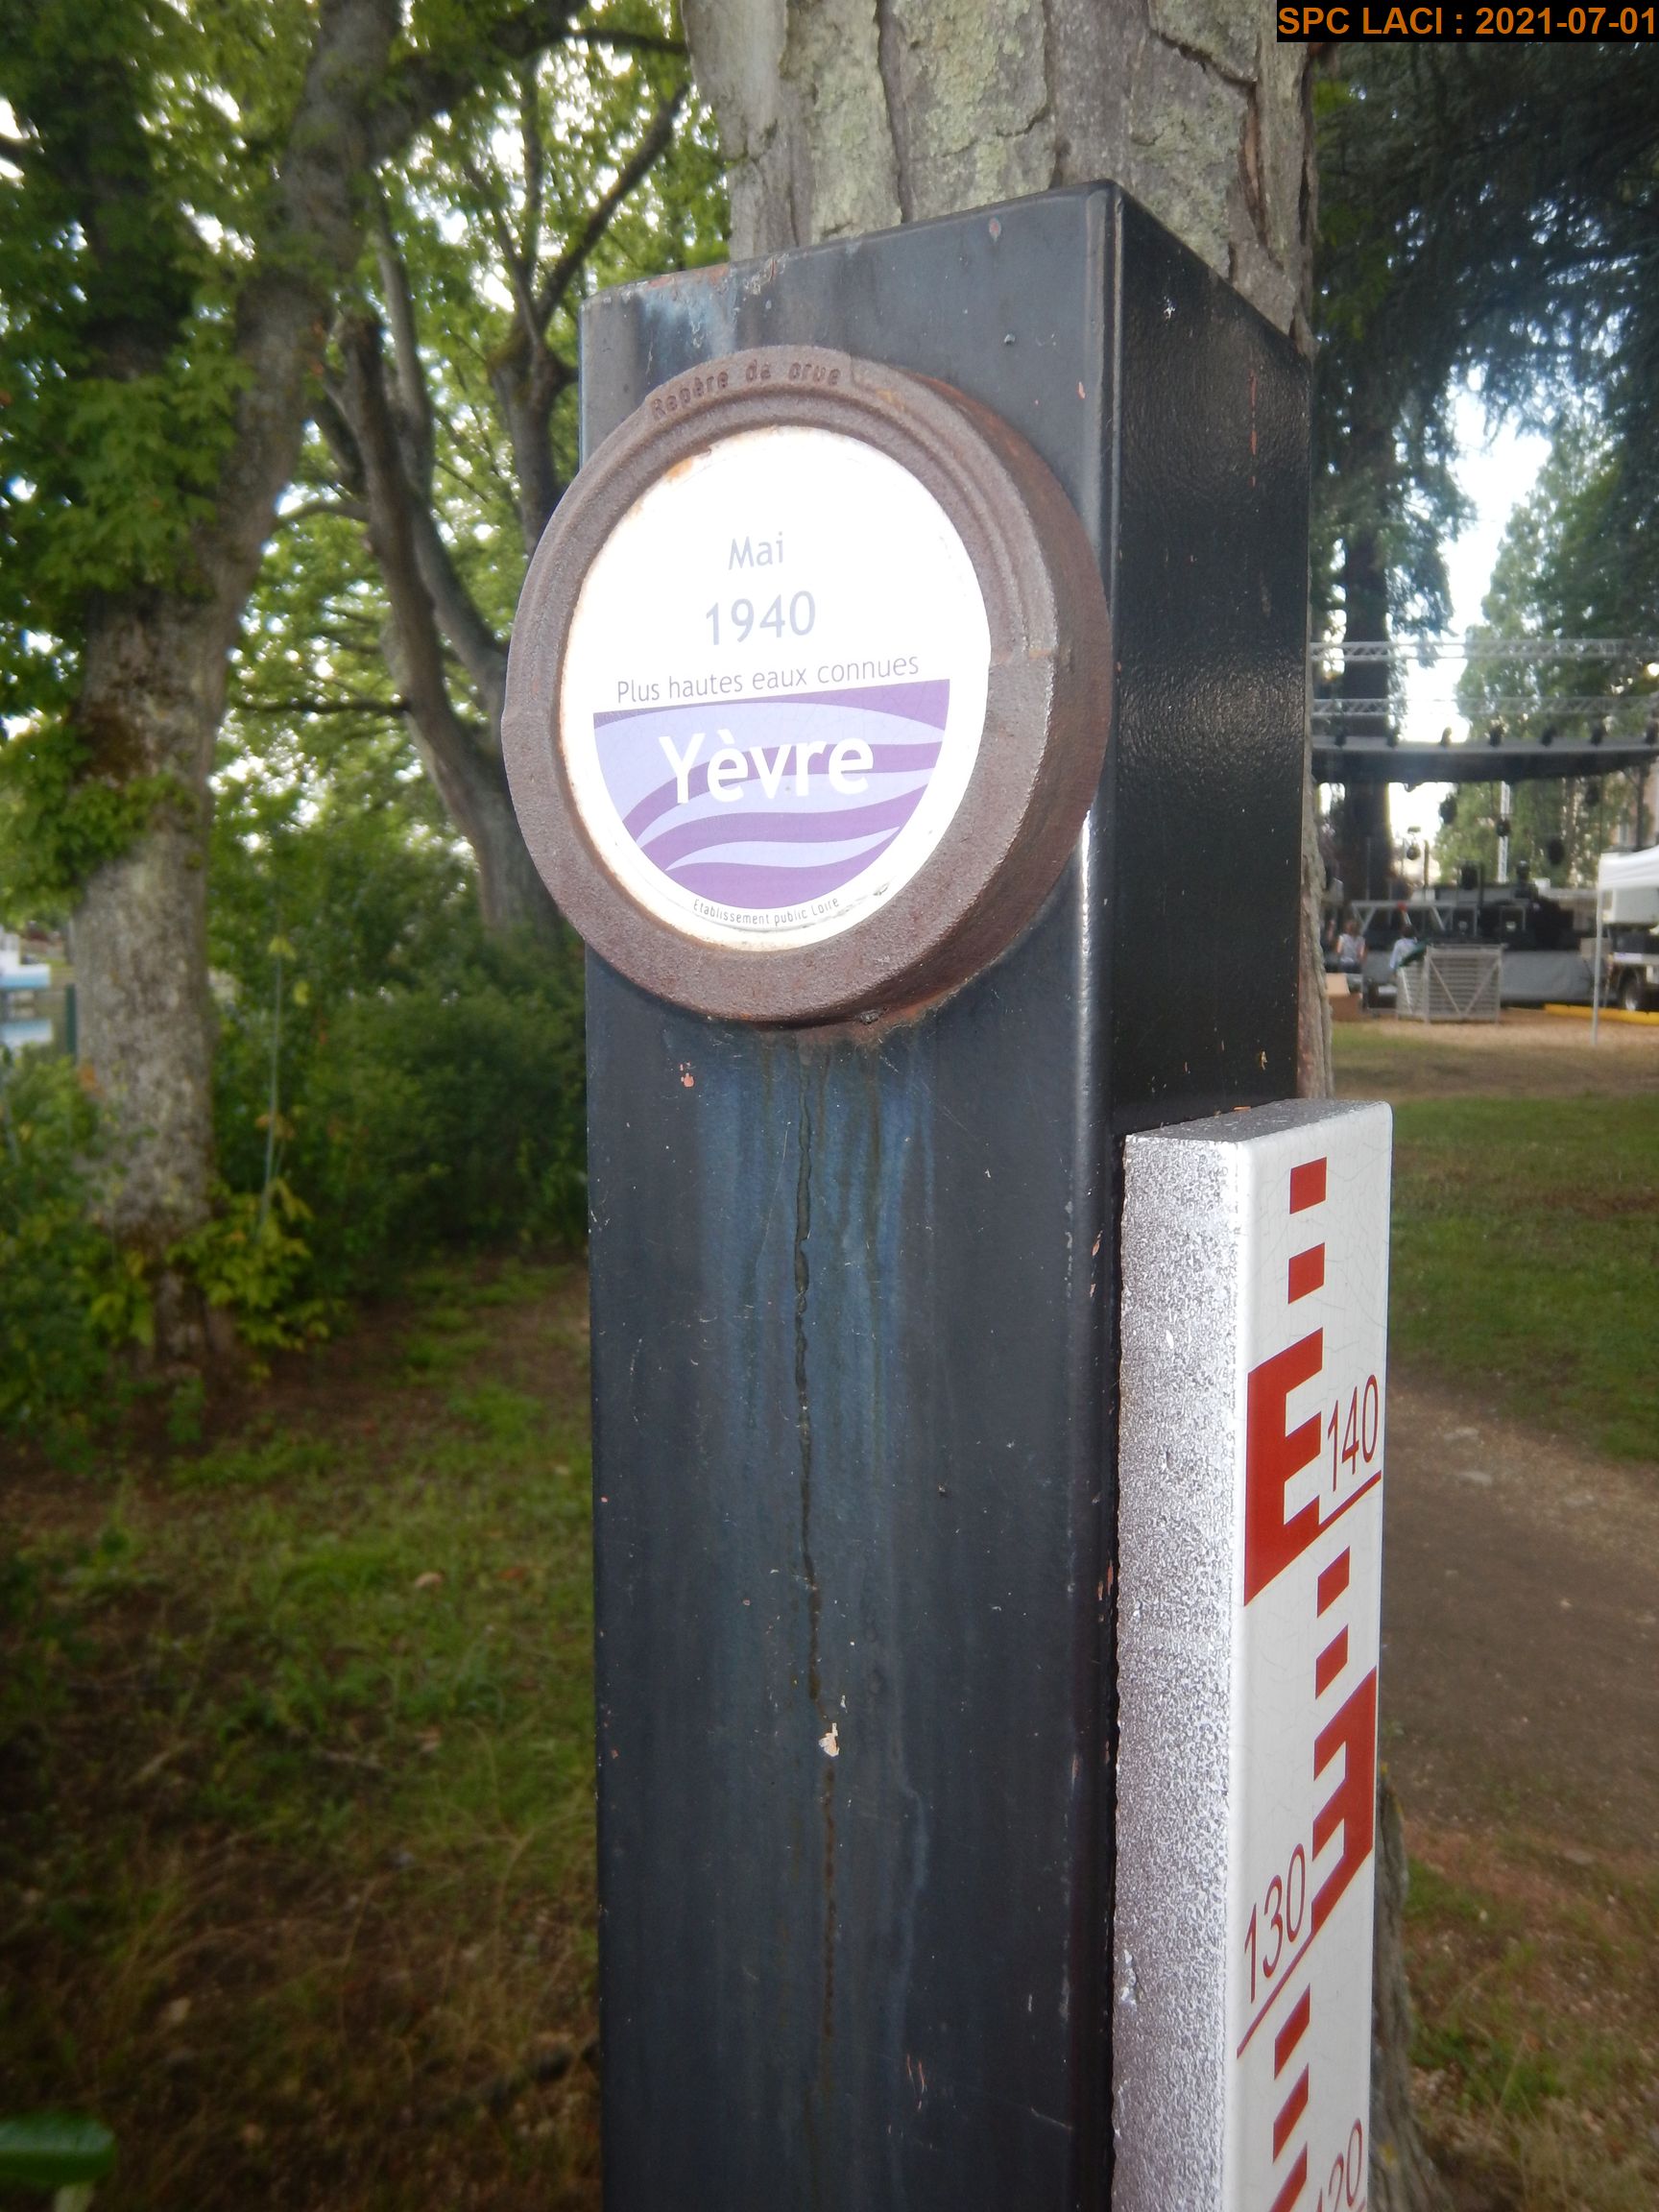 SPC LACI : 2021-07-01
Repère de crue
Mai
1940
Plus hautes eaux connues
Yèvre
Etablissement public Loire
140
130
120